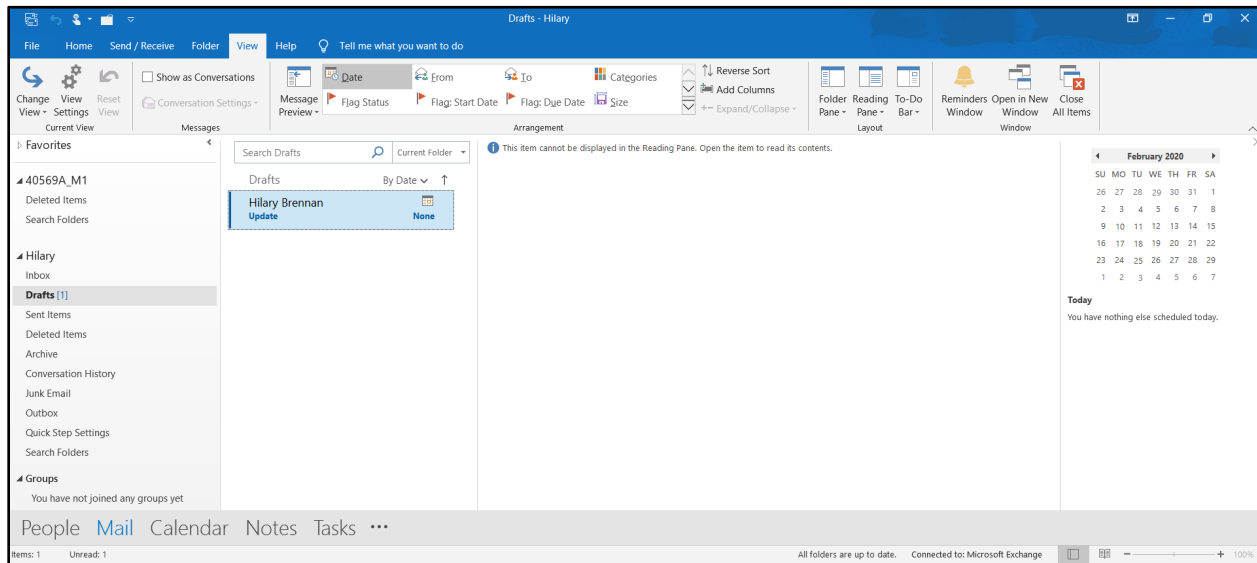 Drafts - Hilary
File Home Send / Receive Folder View Help Tell me what you want to do
Change View
View Settings
Reset View
Current View
Show as Conversations
Conversation Settings
Messages
Message Preview
Date From To Categories
Flag Status Flag: Start Date Flag: Due Date Size
Reverse Sort
Add Columns
Expand/Collapse
Arrangement
Folder Pane
Reading Pane
To-Do Bar
Layout
Reminders Window
Open in New Window
Close All Items
Window
Favorites
40569A_M1
Deleted Items
Search Folders
Hilary
Inbox
Drafts [1]
Sent Items
Deleted Items
Archive
Conversation History
Junk Email
Outbox
Quick Step Settings
Search Folders
Groups
You have not joined any groups yet
Search Drafts Current Folder
Drafts By Date
Hilary Brennan
Update None
This item cannot be displayed in the Reading Pane. Open the item to read its contents.
February 2020
SU MO TU WE TH FR SA
26 27 28 29 30 31 1
2 3 4 5 6 7 8
9 10 11 12 13 14 15
16 17 18 19 20 21 22
23 24 25 26 27 28 29
1 2 3 4 5 6 7
Today
You have nothing else scheduled today.
People Mail Calendar Notes Tasks •••
Items: 1 Unread: 1 All folders are up to date. Connected to: Microsoft Exchange 100%